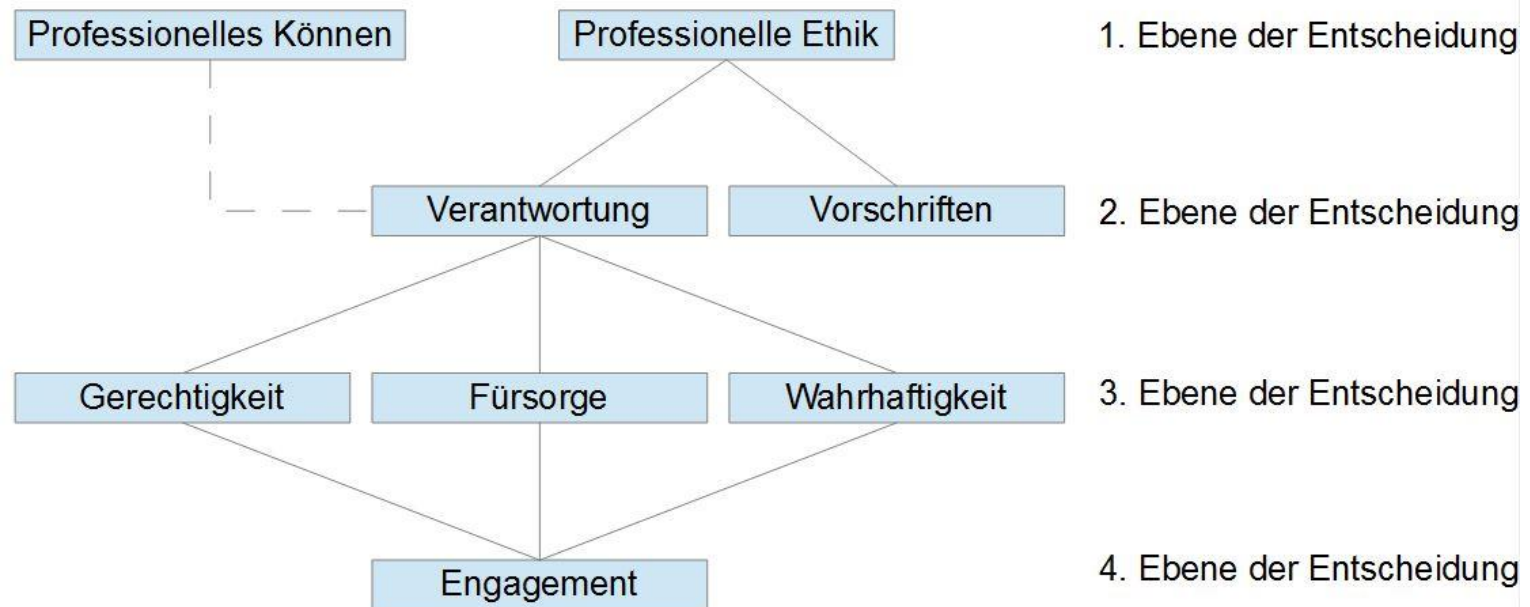 Professionelles Können
Professionelle Ethik
1. Ebene der Entscheidung
Verantwortung
Vorschriften
2. Ebene der Entscheidung
Gerechtigkeit
Fürsorge
Wahrhaftigkeit
3. Ebene der Entscheidung
Engagement
4. Ebene der Entscheidung